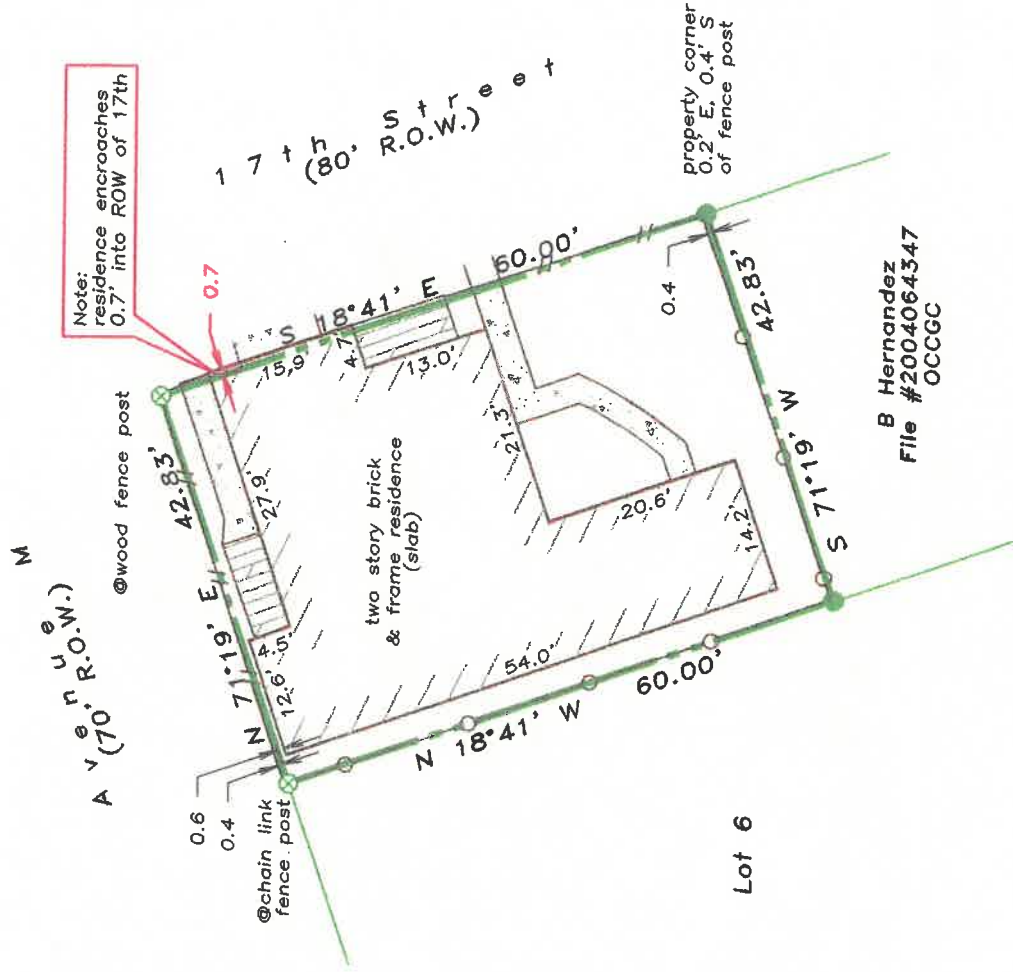 Note:
residence encroaches
0.7' into ROW of 17th
0.7
17th Street
(80' R.O.W.)
Avenue M
(70' R.O.W.)
@wood fence post
N 71°19' E
42.83'
S 18°41' E
60.00'
15.9
4.7
13.0'
27.9'
4.5'
12.6'
0.6
0.4
@chain link
fence post
two story brick
& frame residence
(slab)
21.3'
20.6'
14.2'
54.0'
N 18°41' W
60.00'
S 71°19' W
42.83'
0.4
property corner
0.2' E, 0.4' S
of fence post
Lot 6
B Hernandez
File #2004064347
OCCGC